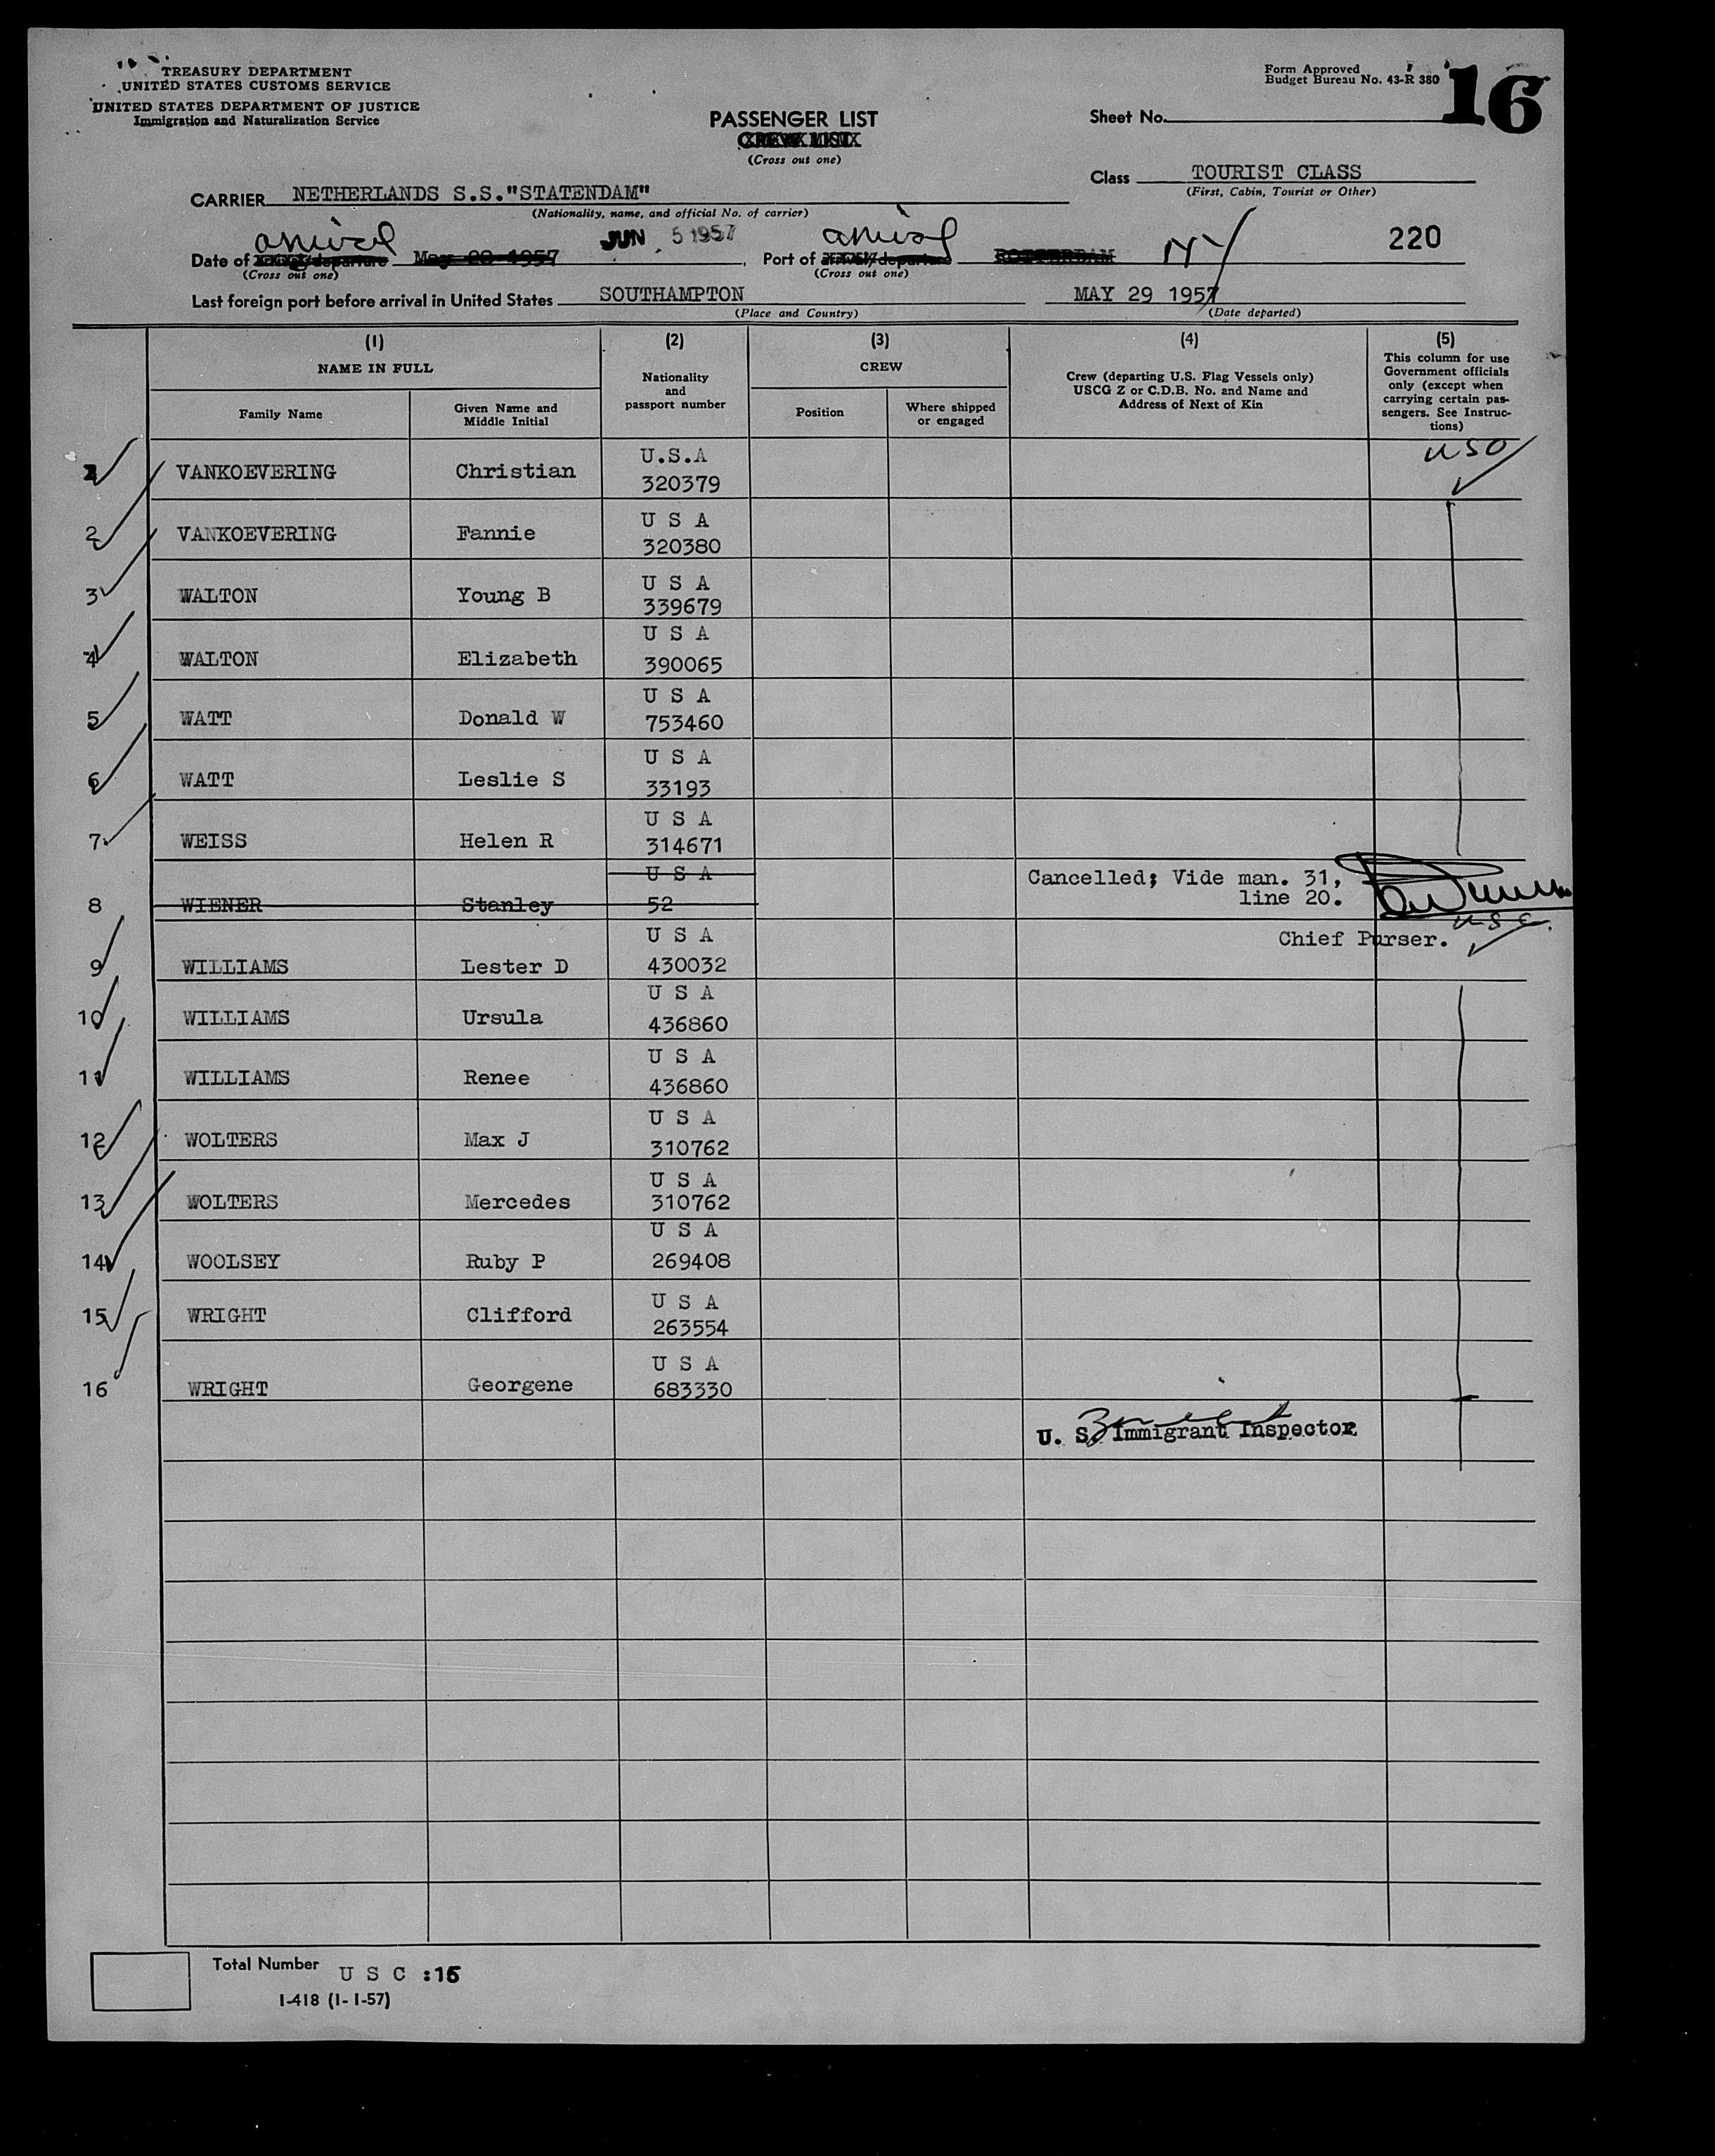 TREASURY DEPARTMENT
UNITED STATES CUSTOMS SERVICE
UNITED STATES DEPARTMENT OF JUSTICE
Immigration and Naturalization Service
Form Approved
Budget Bureau No. 43-R 380
16
PASSENGER LIST
CREW LIST
(Cross out one)
Sheet No.
Class TOURIST CLASS
(First, Cabin, Tourist or Other)
CARRIER NETHERLANDS S.S."STATENDAM"
(Nationality, name, and official No. of carrier)
arrival JUN 5 1957 arrival NY 220
Date of arrival/departure May 28 1957 Port of arrival/departure ROTTERDAM
(Cross out one) (Cross out one)
Last foreign port before arrival in United States SOUTHAMPTON MAY 29 1957
(Place and Country) (Date departed)
(1) (2) (3) (4) (5)
NAME IN FULL
Family Name
Given Name and
Middle Initial
Nationality
and
passport number
CREW
Position
Where shipped
or engaged
Crew (departing U.S. Flag Vessels only)
USCG Z or C.D.B. No. and Name and
Address of Next of Kin
This column for use
Government officials
only (except when
carrying certain pas-
sengers. See Instruc-
tions)
1 VANKOEVERING Christian U.S.A 320379
2 VANKOEVERING Fannie U S A 320380
3 WALTON Young B U S A 339679
4 WALTON Elizabeth U S A 390065
5 WATT Donald W U S A 753460
6 WATT Leslie S U S A 33193
7 WEISS Helen R U S A 314671
8 WIENER Stanley U S A 52 Cancelled; Vide man. 31,
line 20.
Chief Purser.
USC
9 WILLIAMS Lester D U S A 430032
10 WILLIAMS Ursula U S A 436860
11 WILLIAMS Renee U S A 436860
12 WOLTERS Max J U S A 310762
13 WOLTERS Mercedes U S A 310762
14 WOOLSEY Ruby P U S A 269408
15 WRIGHT Clifford U S A 263554
16 WRIGHT Georgene U S A 683330
U. S. Immigrant Inspector
Total Number U S C :15
I-418 (1-1-57)